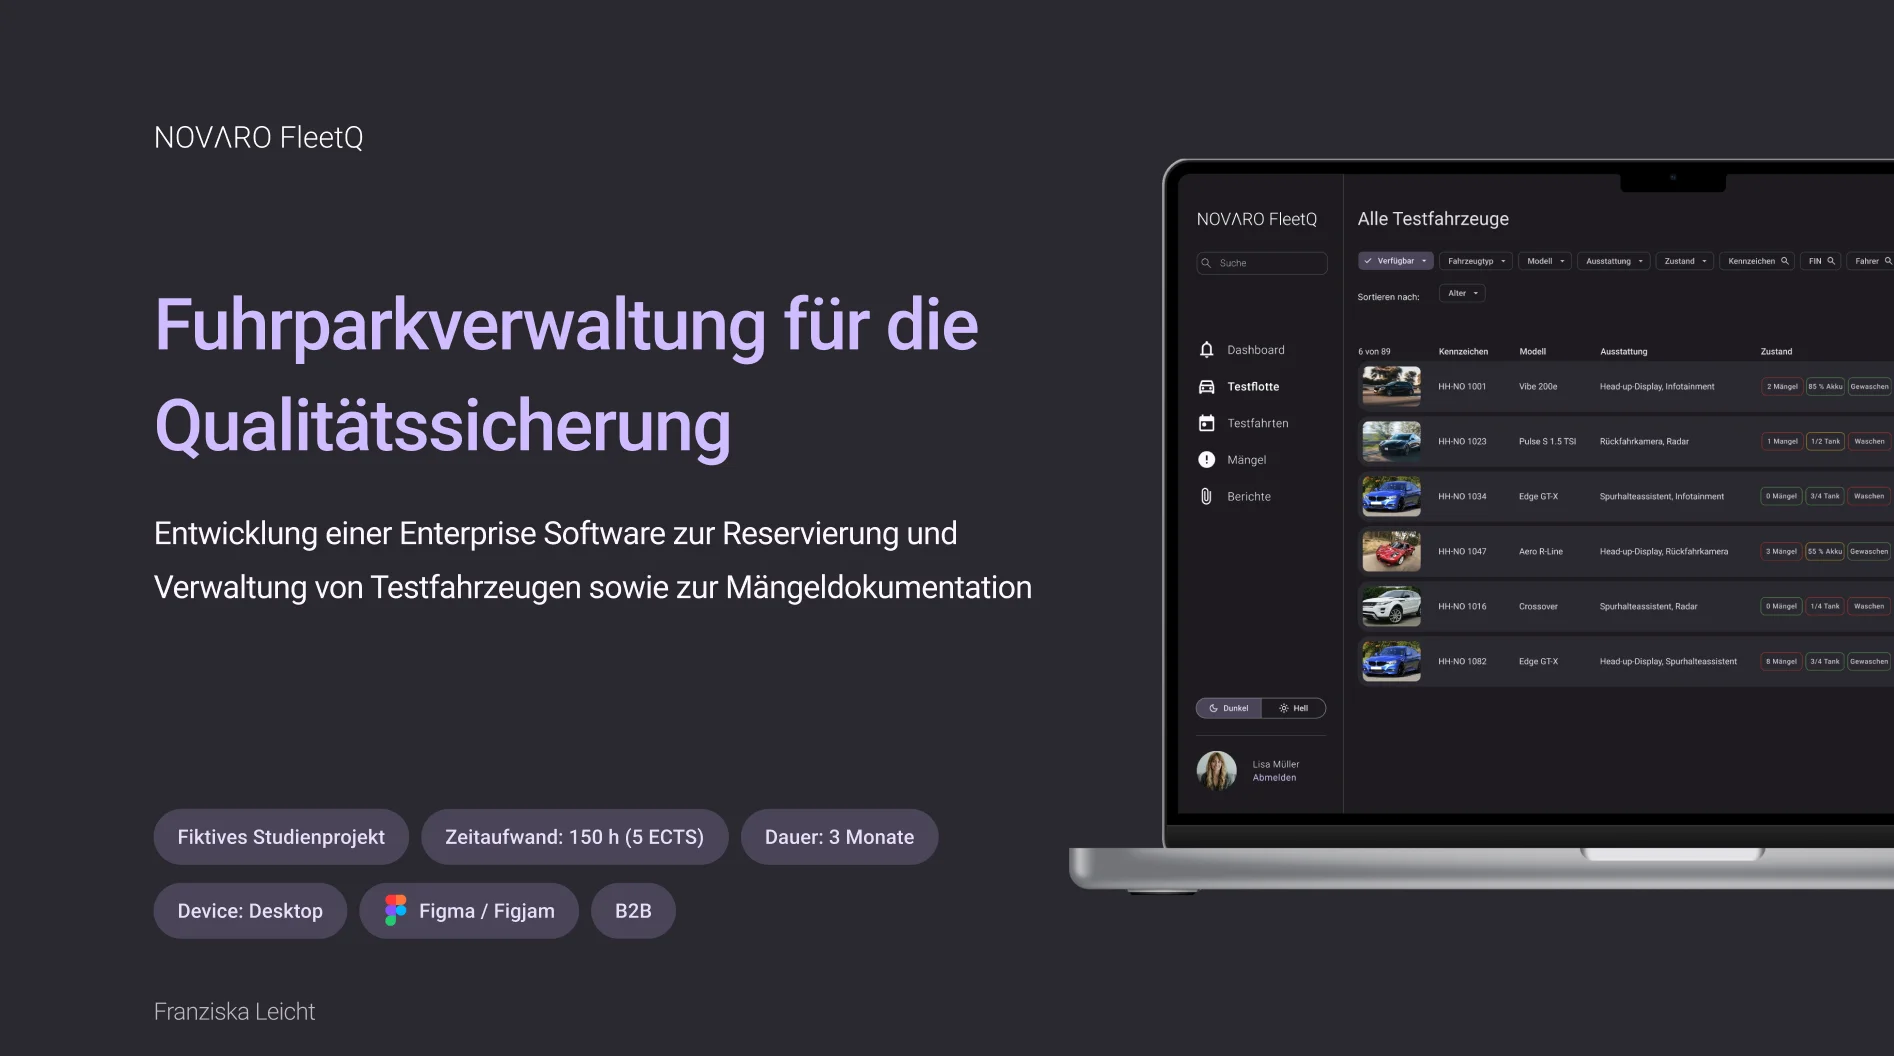 NOVΛRO FleetQ
Fuhrparkverwaltung für die
Qualitätssicherung
Entwicklung einer Enterprise Software zur Reservierung und
Verwaltung von Testfahrzeugen sowie zur Mängeldokumentation
Fiktives Studienprojekt
Zeitaufwand: 150 h (5 ECTS)
Dauer: 3 Monate
Device: Desktop
Figma / Figjam
B2B
Franziska Leicht
NOVΛRO FleetQ
Suche
Dashboard
Testflotte
Testfahrten
Mängel
Berichte
Dunkel
Hell
Lisa Müller
Abmelden
Alle Testfahrzeuge
Verfügbar Fahrzeugtyp Modell Ausstattung Zustand Kennzeichen FIN Fahrer
Sortieren nach: Alter
6 von 89 Kennzeichen Modell Ausstattung Zustand
HH-NO 1001 Vibe 200e Head-up-Display, Infotainment 2 Mängel 85 % Akku Gewaschen
HH-NO 1023 Pulse S 1.5 TSI Rückfahrkamera, Radar 1 Mangel 1/2 Tank Waschen
HH-NO 1034 Edge GT-X Spurhalteassistent, Infotainment 0 Mängel 3/4 Tank Waschen
HH-NO 1047 Aero R-Line Head-up-Display, Rückfahrkamera 3 Mängel 55 % Akku Gewaschen
HH-NO 1016 Crossover Spurhalteassistent, Radar 0 Mängel 1/4 Tank Waschen
HH-NO 1082 Edge GT-X Head-up-Display, Spurhalteassistent 8 Mängel 3/4 Tank Gewaschen